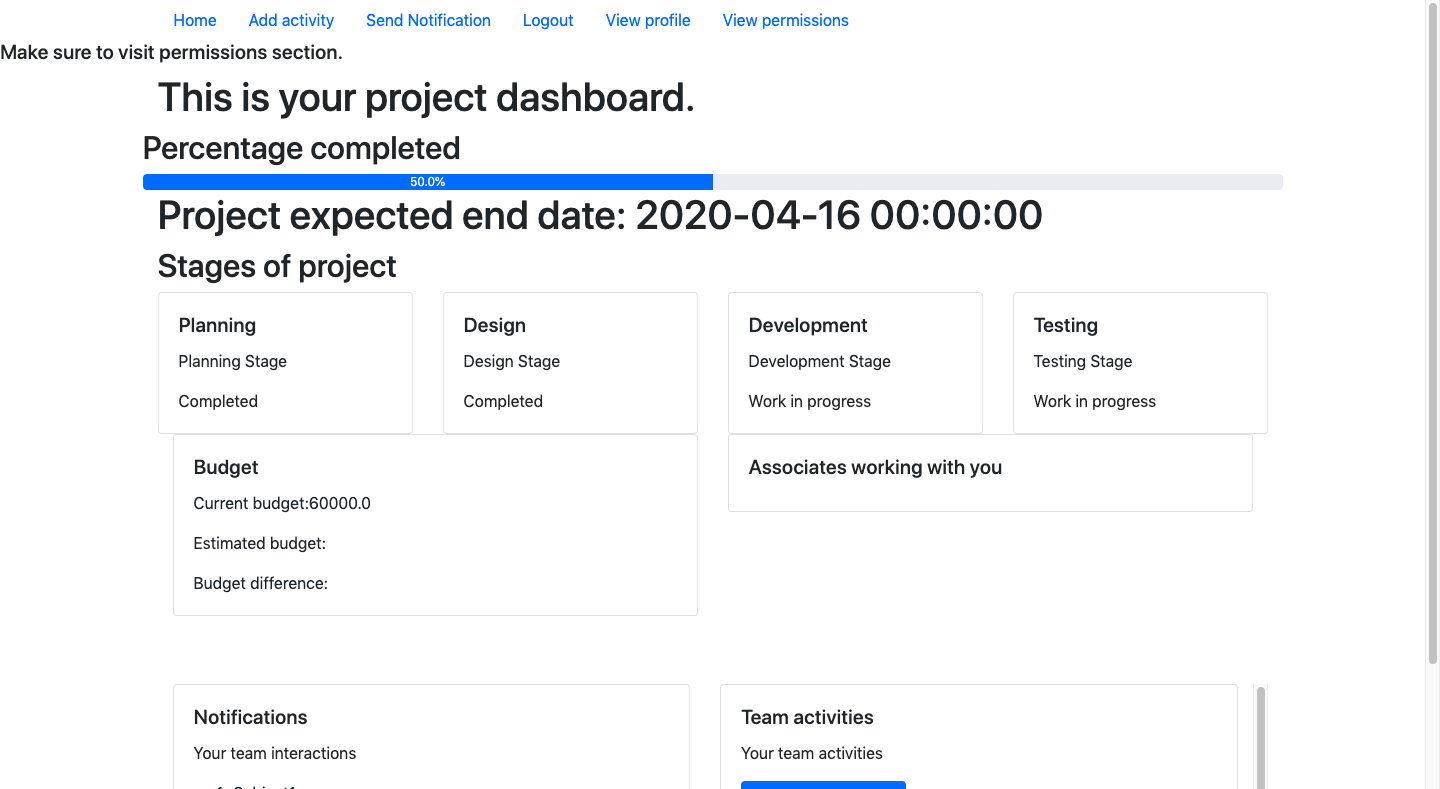 Home Add activity Send Notification Logout View profile View permissions
Make sure to visit permissions section.
This is your project dashboard.
Percentage completed
50.0%
Project expected end date: 2020-04-16 00:00:00
Stages of project
Planning
Planning Stage
Completed
Design
Design Stage
Completed
Development
Development Stage
Work in progress
Testing
Testing Stage
Work in progress
Budget
Current budget:60000.0
Estimated budget:
Budget difference:
Associates working with you
Notifications
Your team interactions
Team activities
Your team activities